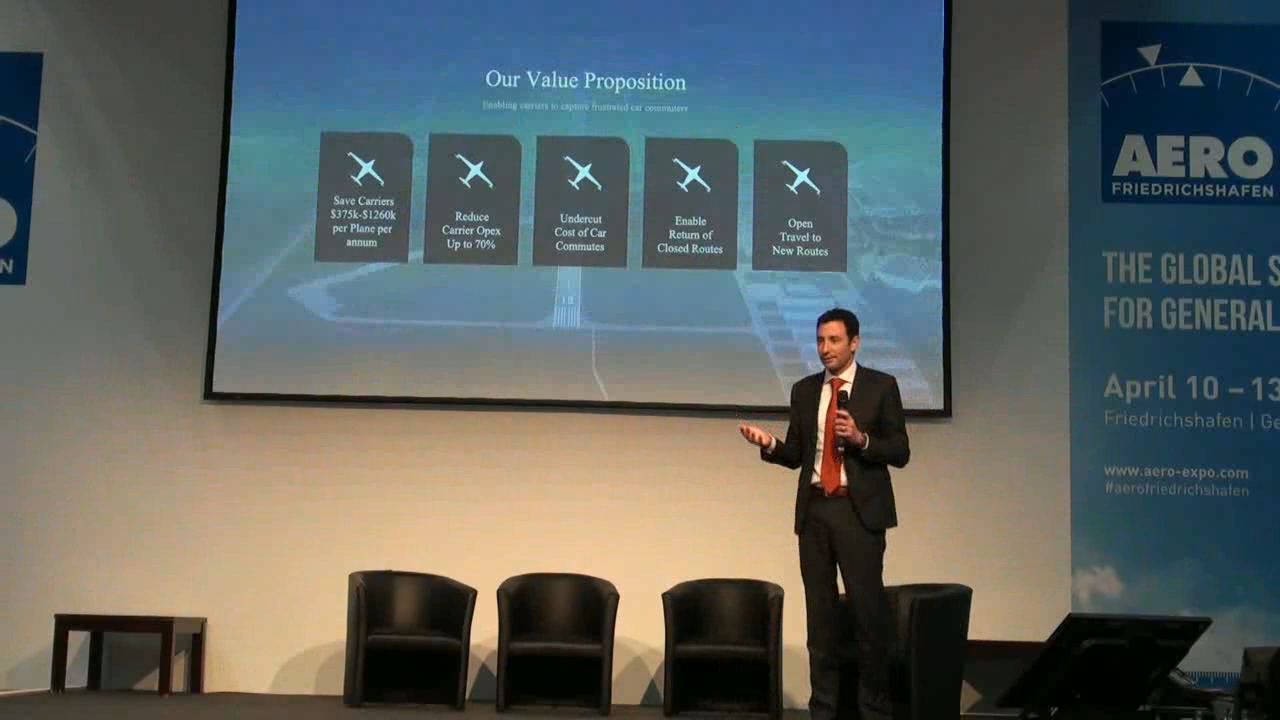 Our Value Proposition
Enabling carriers to capture frustrated car commuters
Save Carriers
$375k-$1260k
per Plane per
annum
Reduce
Carrier Opex
Up to 70%
Undercut
Cost of Car
Commutes
Enable
Return of
Closed Routes
Open
Travel to
New Routes
AERO
FRIEDRICHSHAFEN
THE GLOBAL S
FOR GENERAL
April 10 – 13
Friedrichshafen | Ge
www.aero-expo.com
#aerofriedrichshafen
O
N